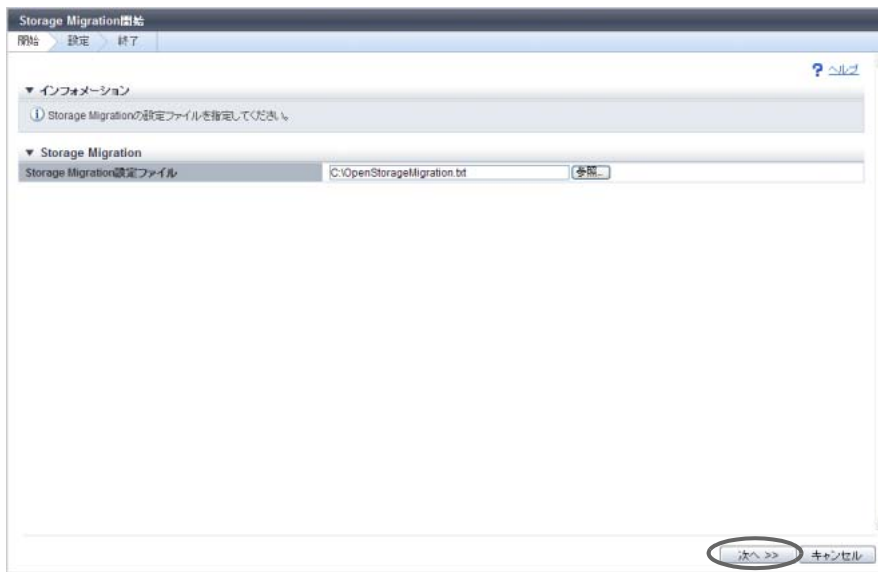 Storage Migration開始
開始 設定 終了
? ヘルプ
▼ インフォメーション
Storage Migrationの設定ファイルを指定してください。
▼ Storage Migration
Storage Migration設定ファイル C:\OpenStorageMigration.txt 参照...
次へ >> キャンセル